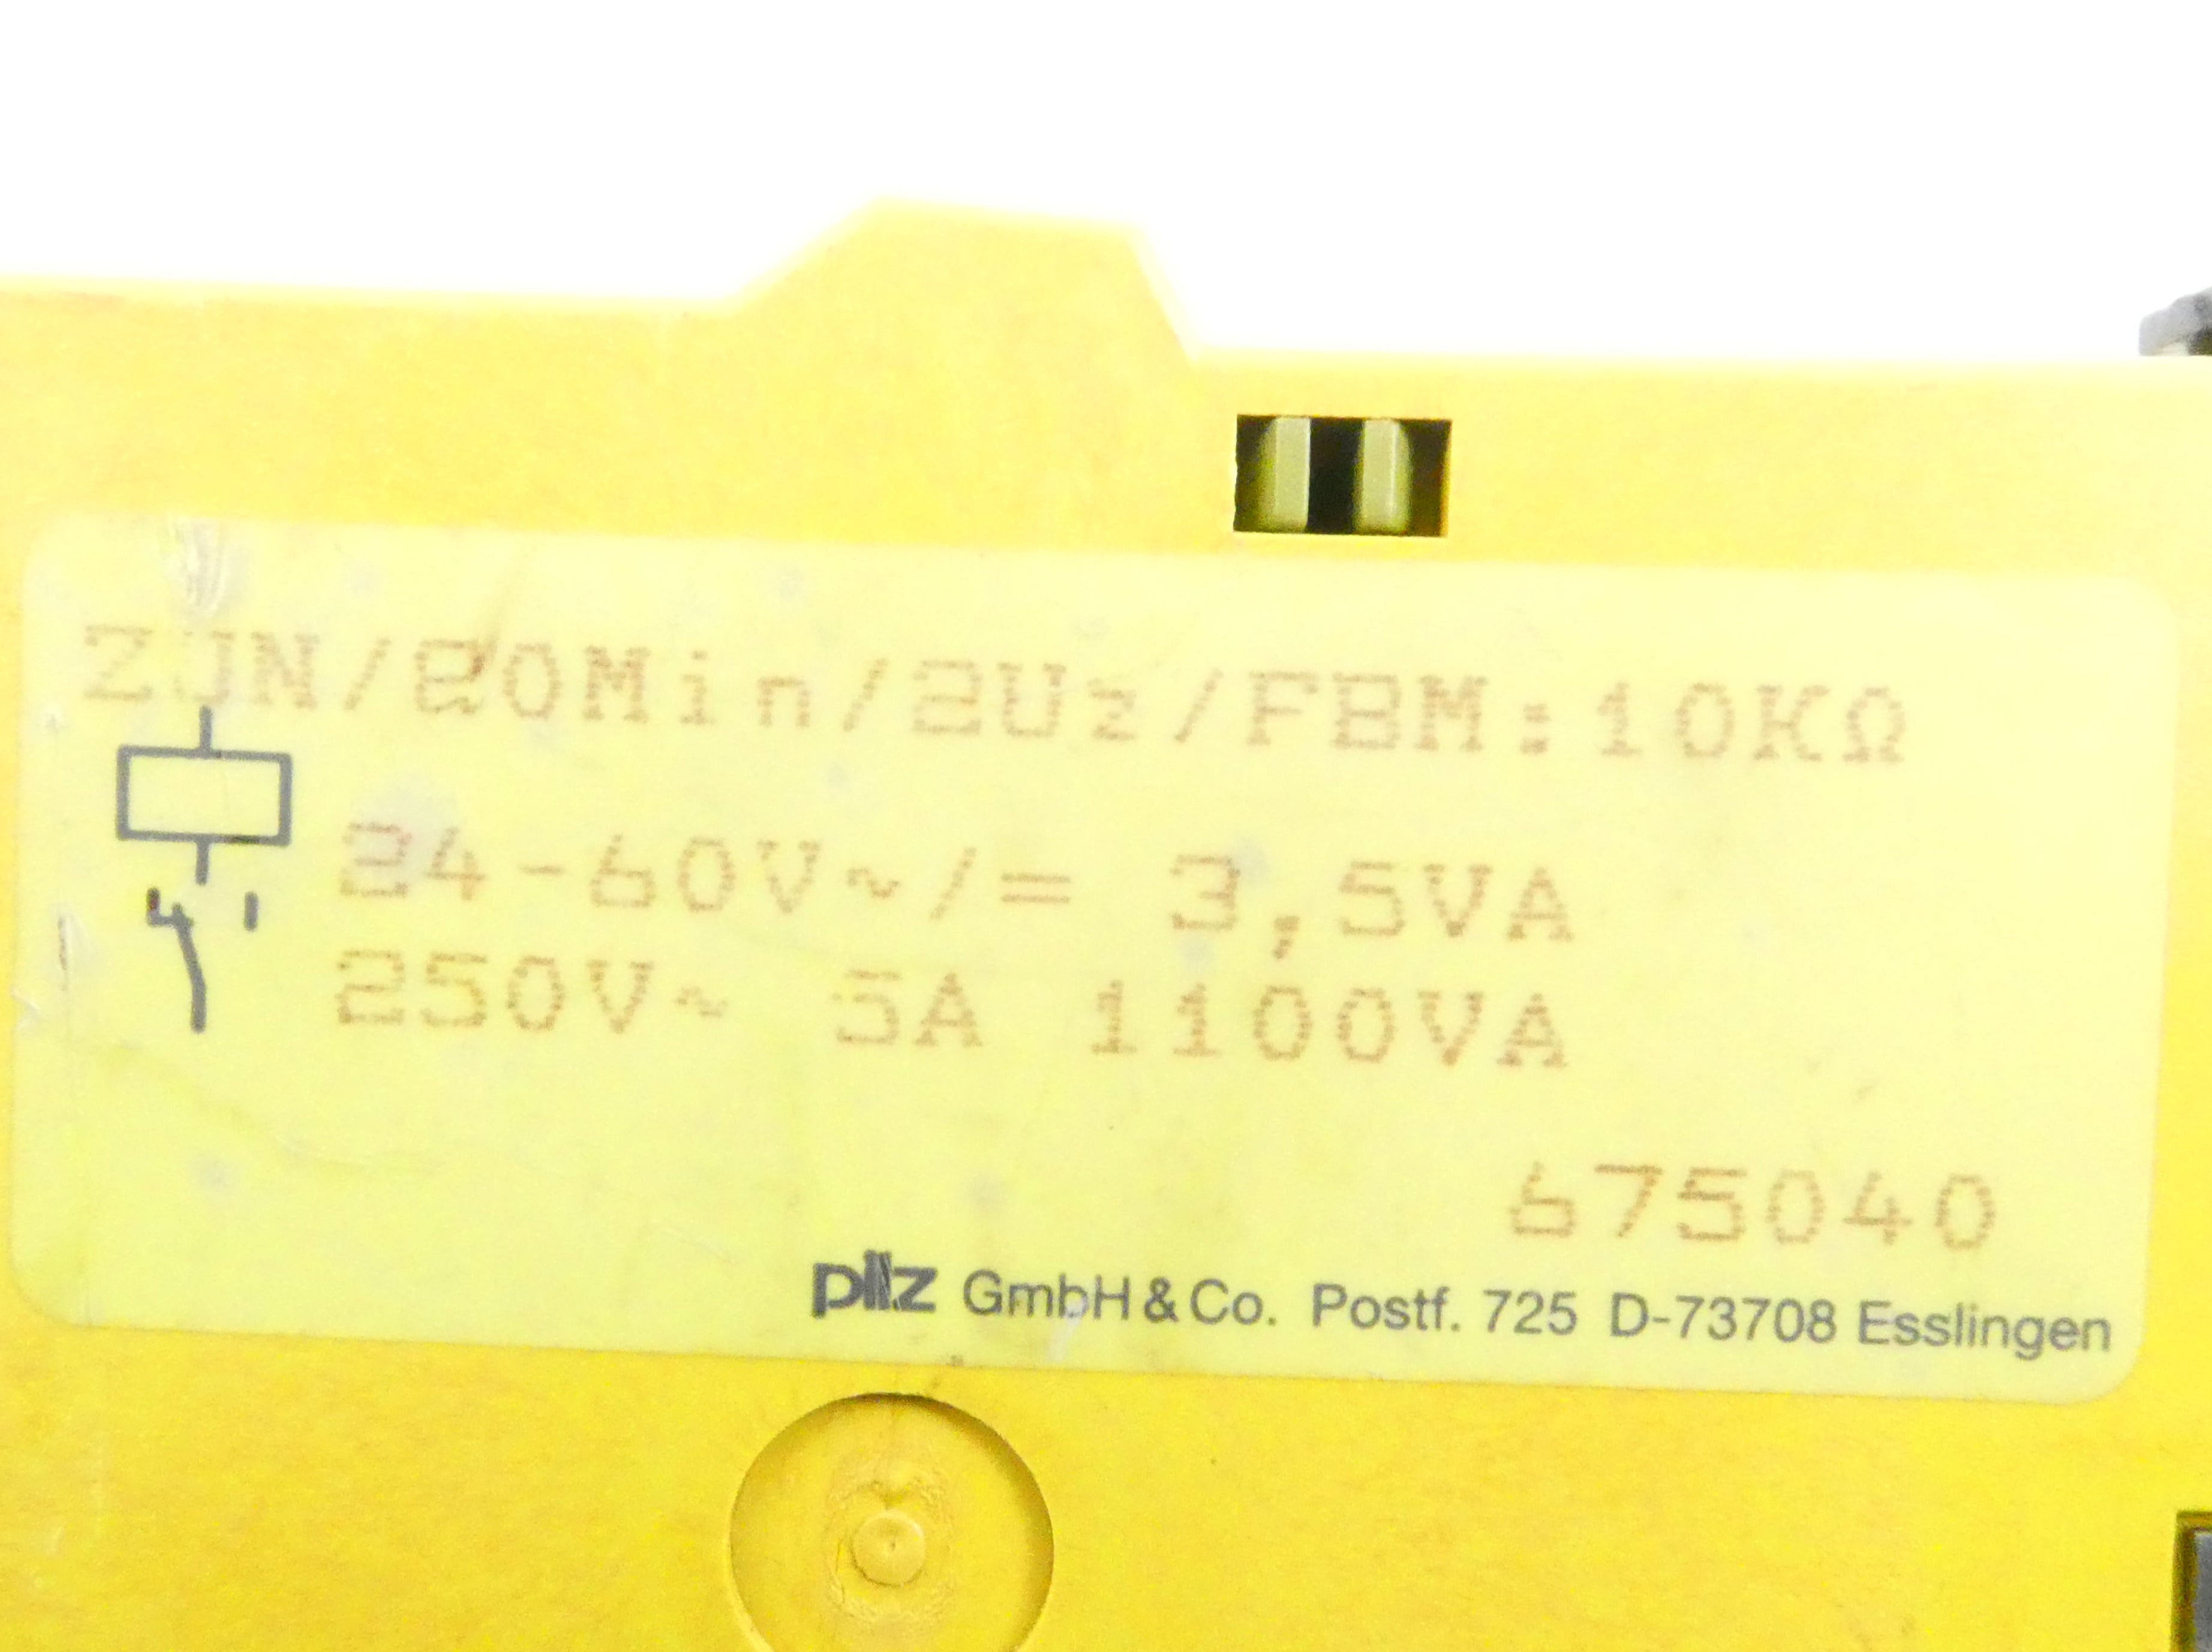 ZJN/80Min/2Uz/FBM:10KΩ
24-60V~/= 3,5VA
250V~ 5A 1100VA
675040
pilz GmbH & Co. Postf. 725 D-73708 Esslingen